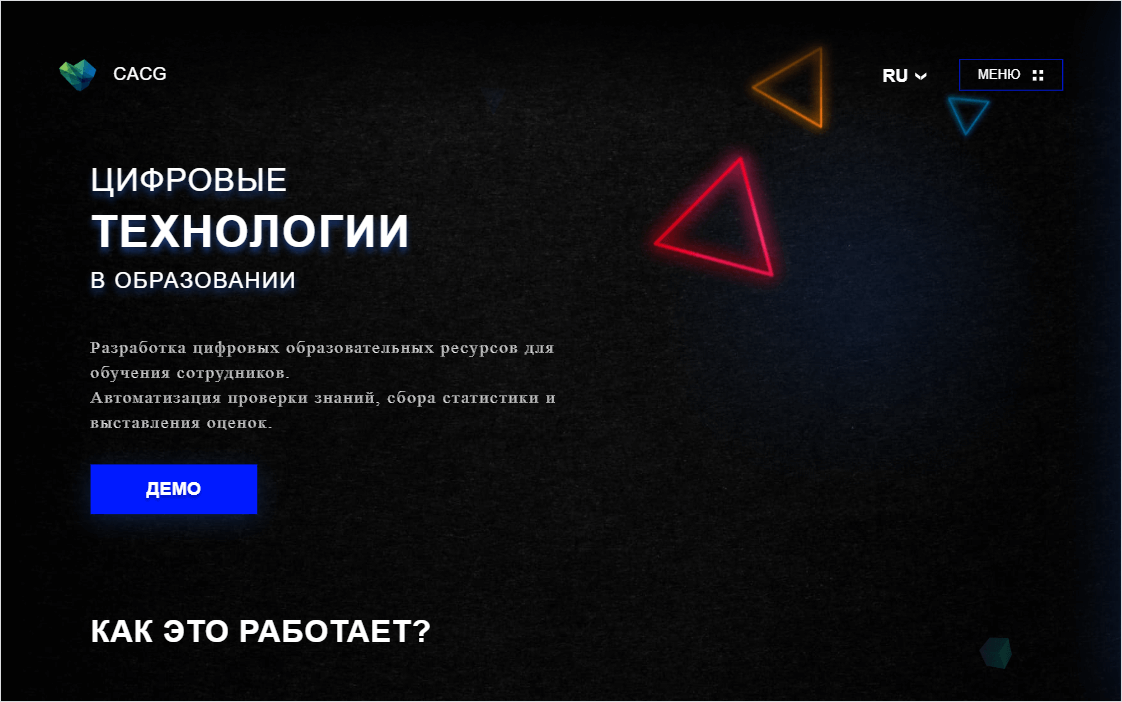 CACG
RU
МЕНЮ
ЦИФРОВЫЕ
ТЕХНОЛОГИИ
В ОБРАЗОВАНИИ
Разработка цифровых образовательных ресурсов для
обучения сотрудников.
Автоматизация проверки знаний, сбора статистики и
выставления оценок.
ДЕМО
КАК ЭТО РАБОТАЕТ?